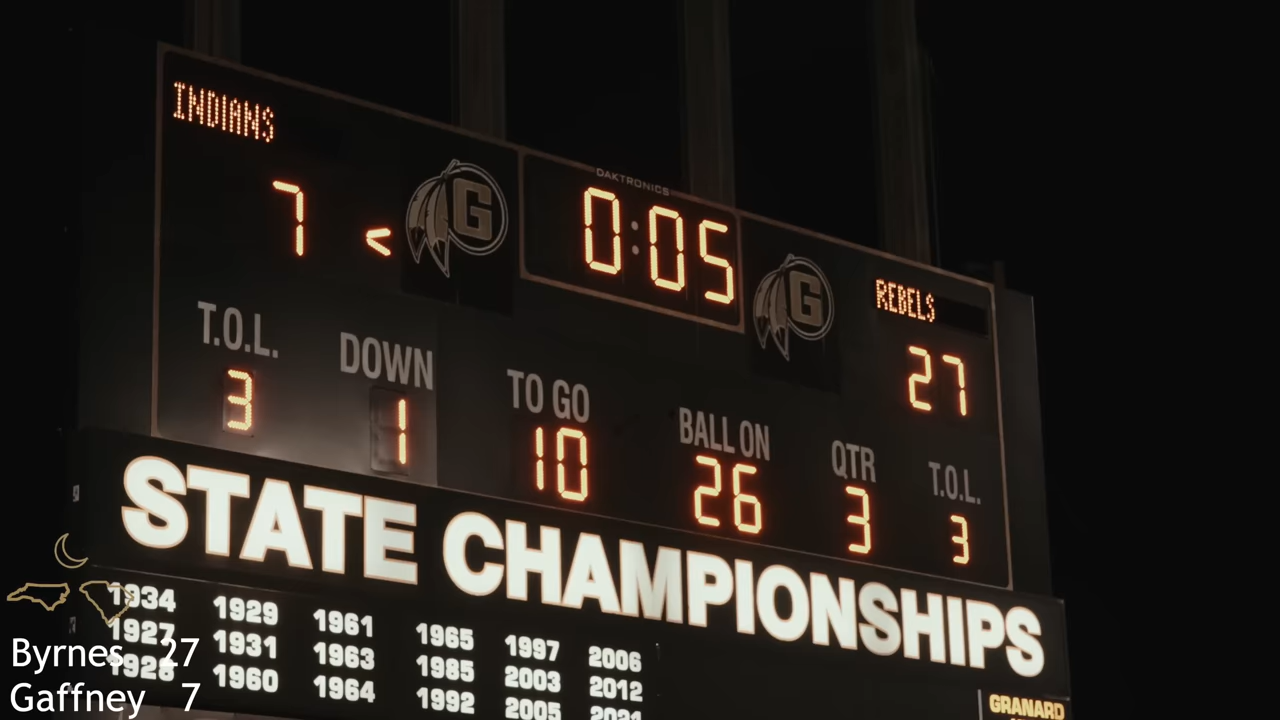 INDIANS
DAKTRONICS
7 < G 0:05 G REBELS
27
T.O.L. DOWN TO GO BALL ON QTR T.O.L.
3 1 10 26 3 3
STATE CHAMPIONSHIPS
1934 1929 1961 1965 1997 2006
1927 1931 1963 1985 2003 2012
1928 1960 1964 1992 2005 2021
GRANARD
Byrnes 27
Gaffney 7